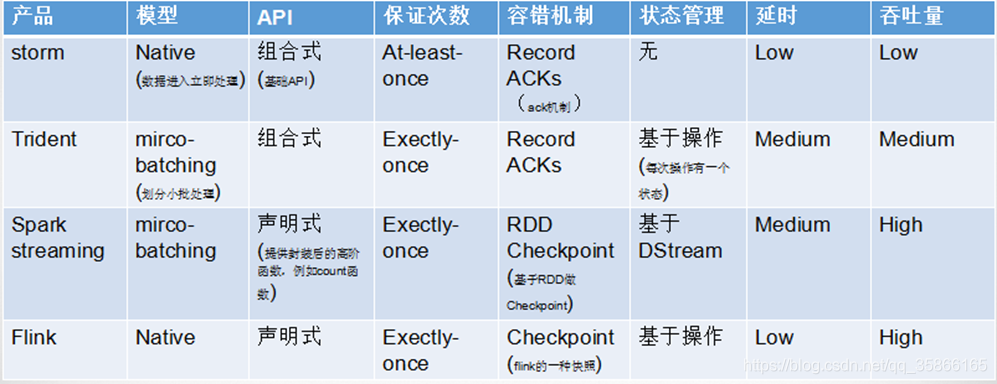 产品 模型 API 保证次数 容错机制 状态管理 延时 吞吐量
storm Native (数据进入立即处理) 组合式 (基础API) At-least-once Record ACKs （ack机制） 无 Low Low
Trident mirco-batching (划分小批处理) 组合式 Exectly-once Record ACKs 基于操作 (每次操作有一个状态) Medium Medium
Spark streaming mirco-batching 声明式 (提供封装后的高阶函数，例如count函数) Exectly-once RDD Checkpoint (基于RDD做Checkpoint) 基于DStream Medium High
Flink Native 声明式 Exectly-once Checkpoint (flink的一种快照) 基于操作 Low High
https://blog.csdn.net/qq_35866165